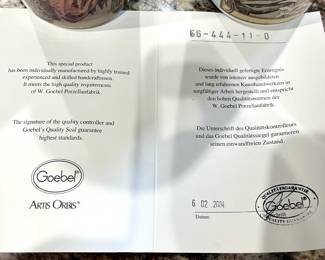 This special product
has been individually manufactured by highly trained
experienced and skilled handcraftsmen.
It meets the high quality requirements
of W. Goebel Porzellanfabrik.
The signature of the quality controller and
Goebel's Quality Seal guarantee
highest standards.
Goebel®
ARTIS ORBIS®
66-444-11-0
Dieses individuell gefertigte Erzeugnis
wurde von intensiv ausgebildeten
und lang erfahrenen Kunsthandwerkern in
sorgfältiger Arbeit hergestellt und entspricht
den hohen Qualitätsnormen der
W. Goebel Porzellanfabrik.
Die Unterschrift des Qualitätskontrolleurs
und das Goebel Qualitätssiegel garantieren
seinen einwandfreien Zustand.
6. 02 2004
Datum
QUALITÄTSGARANTIE
Goebel
QUALITY GUARANTEE